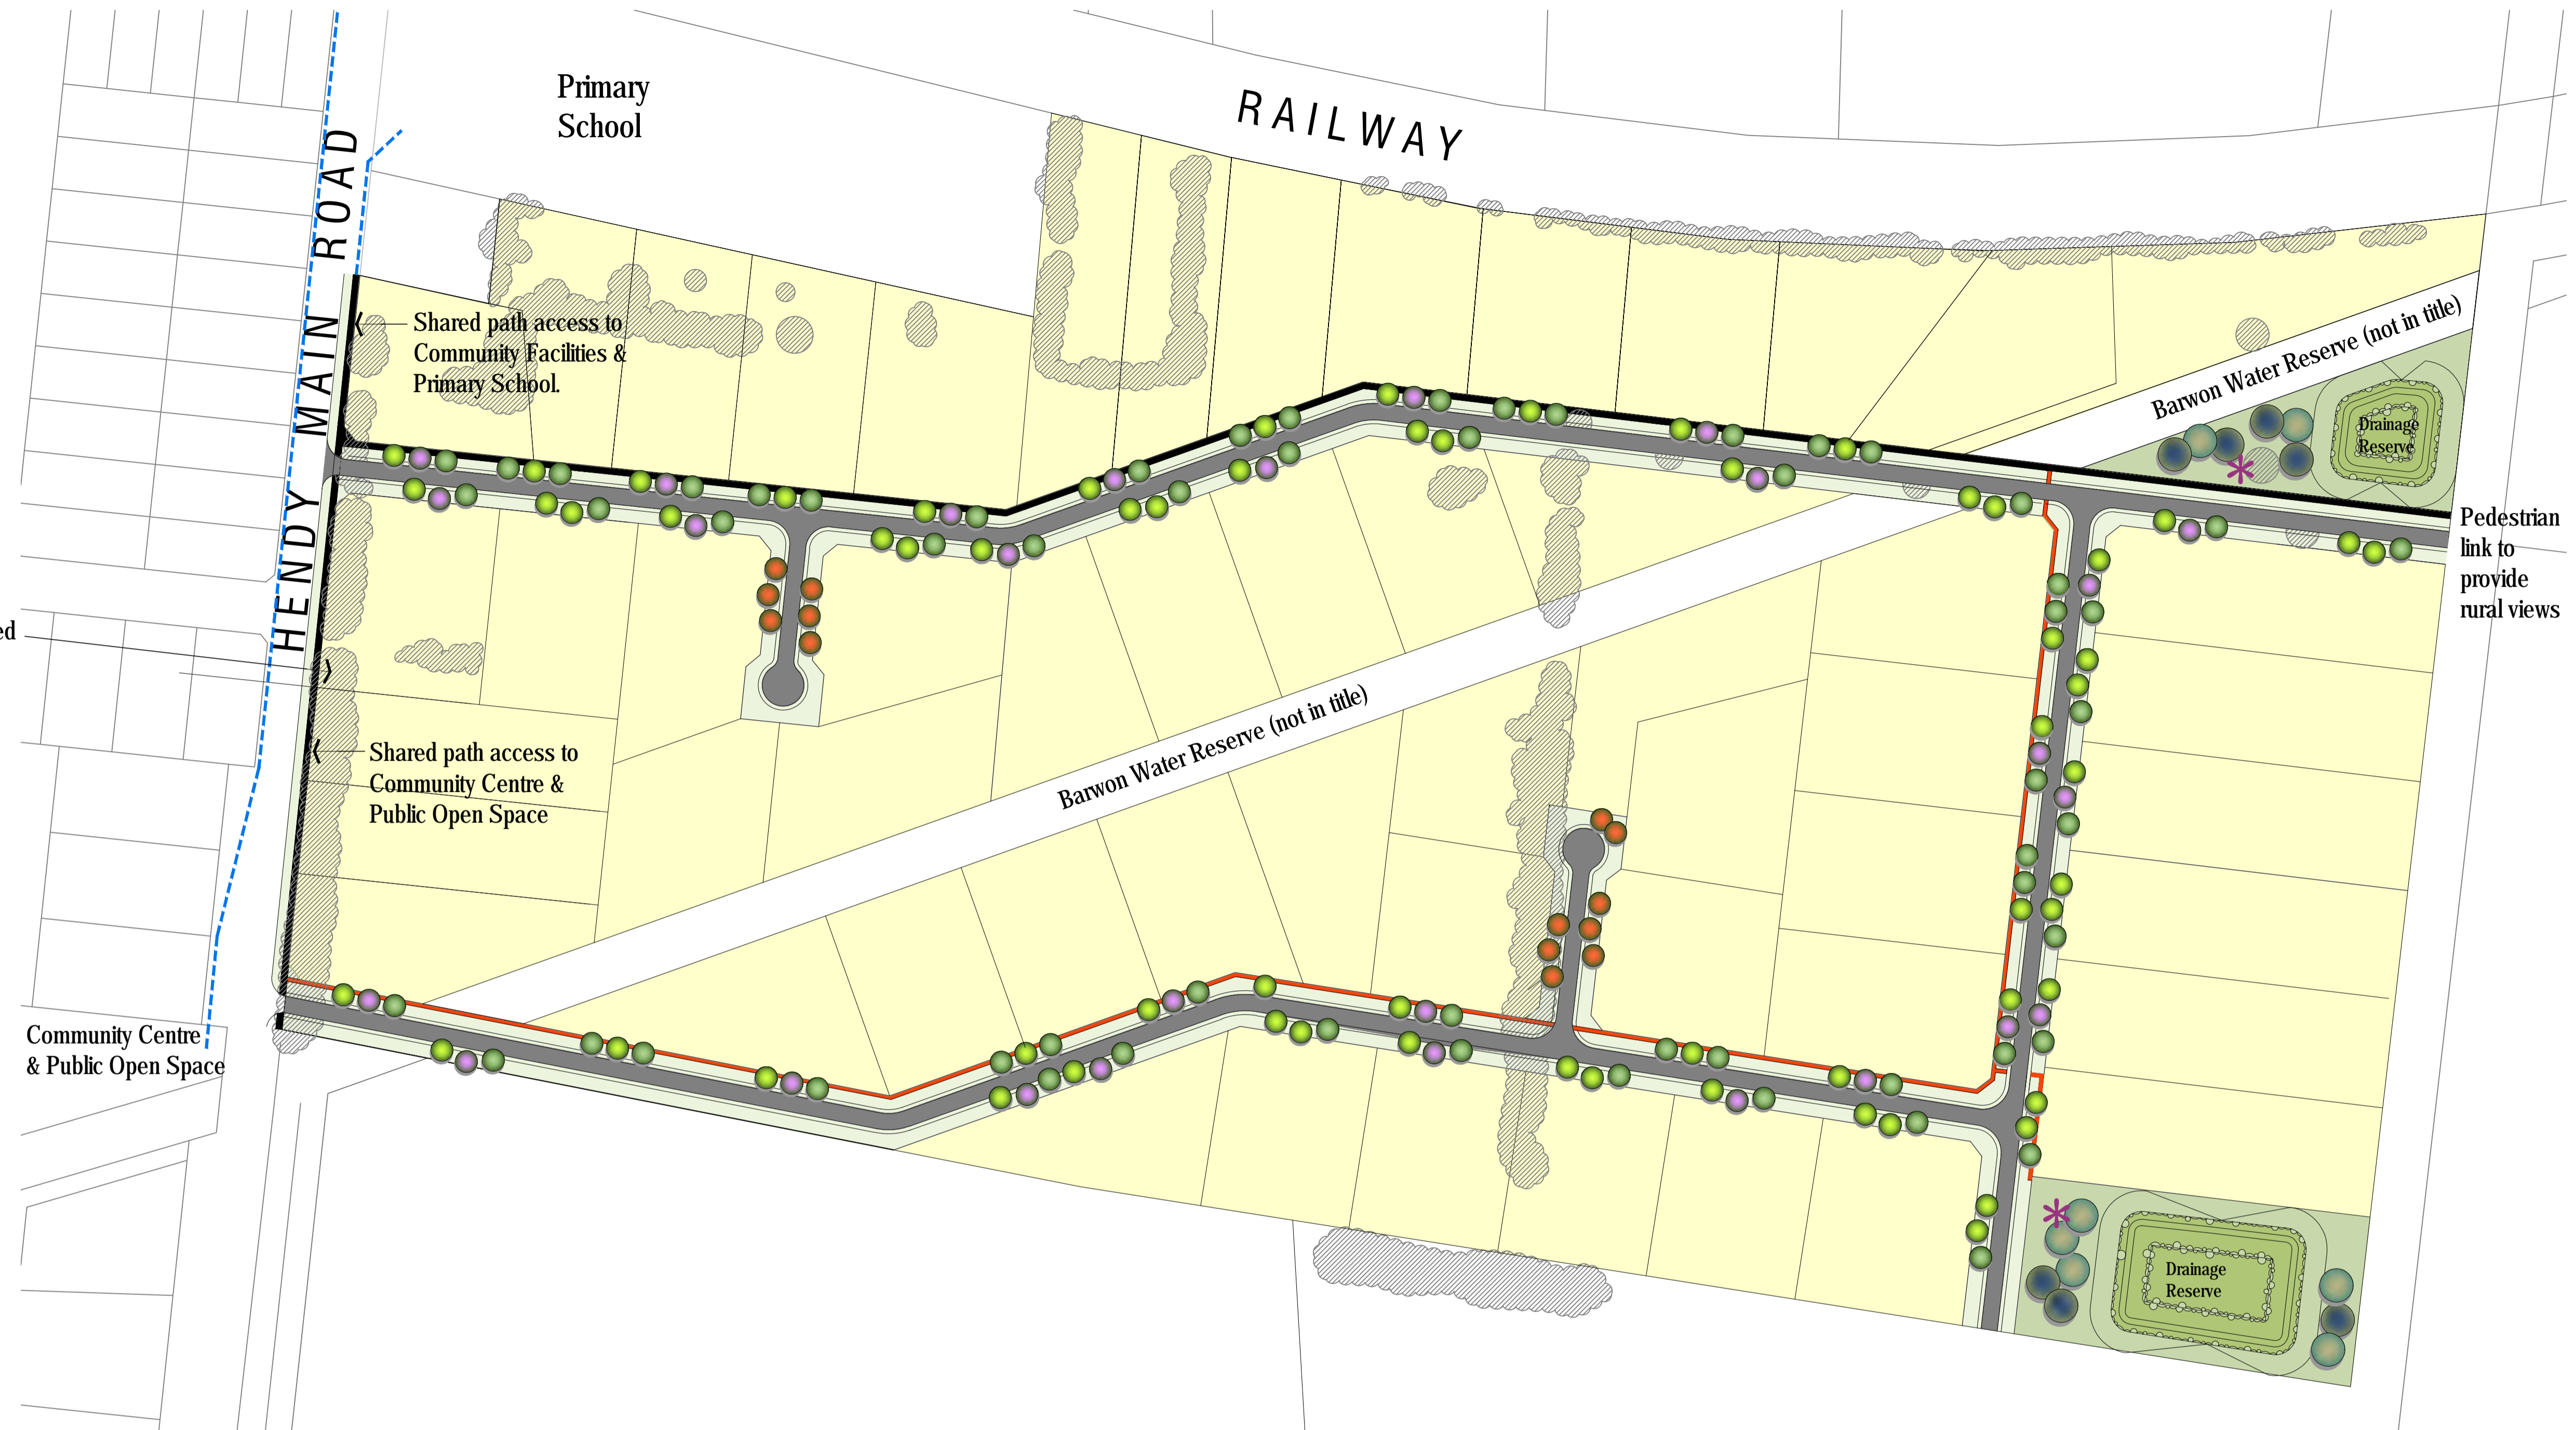 Primary
School
RAILWAY
HENDY MAIN ROAD
Shared path access to
Community Facilities &
Primary School.
Barwon Water Reserve (not in title)
Drainage
Reserve
Pedestrian
link to
provide
rural views
ed
Shared path access to
Community Centre &
Public Open Space
Barwon Water Reserve (not in title)
Community Centre
& Public Open Space
Drainage
Reserve